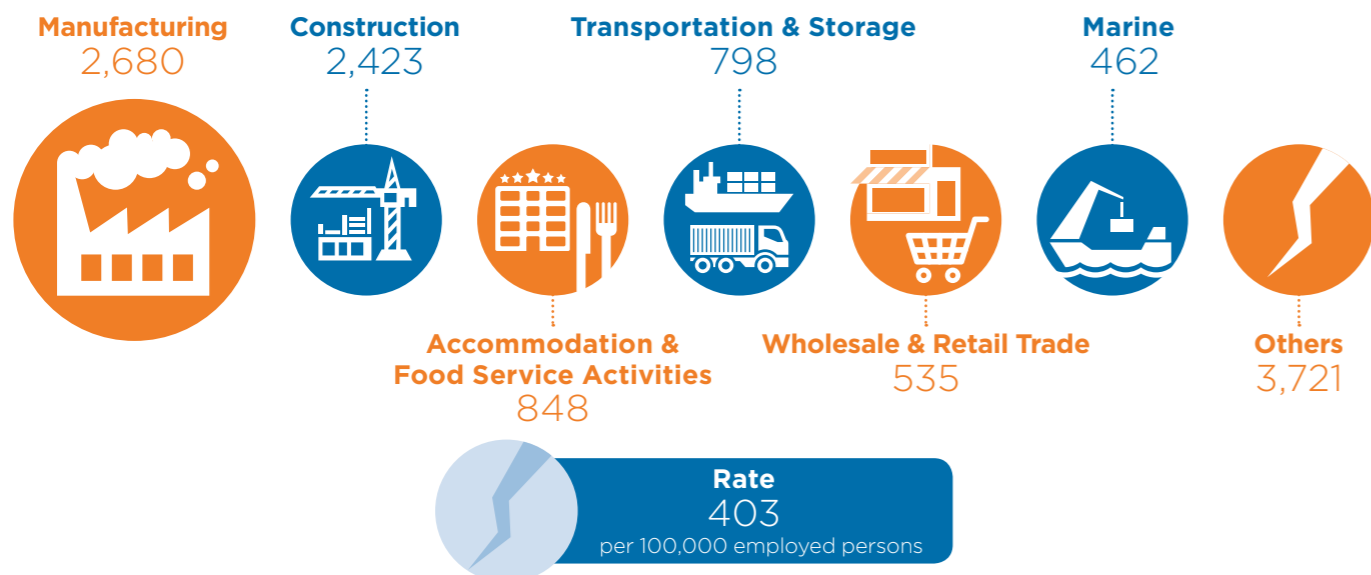 Manufacturing
2,680
Construction
2,423
Transportation & Storage
798
Marine
462
Accommodation &
Food Service Activities
848
Wholesale & Retail Trade
535
Others
3,721
Rate
403
per 100,000 employed persons